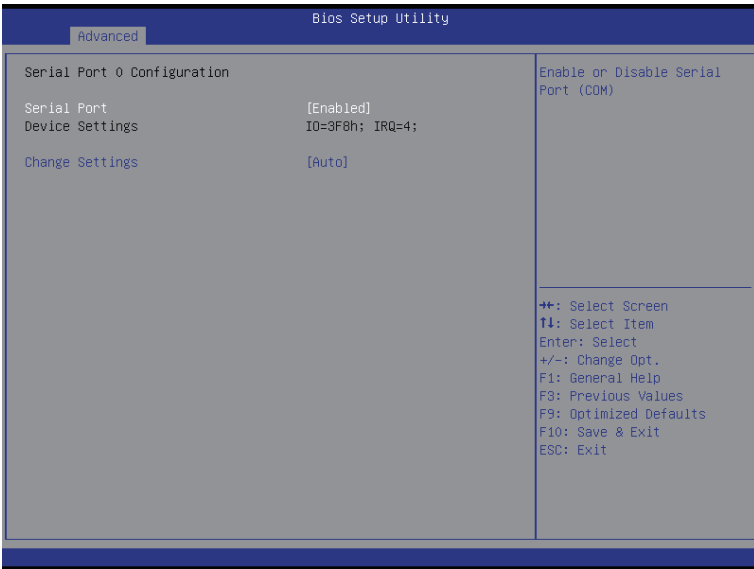 Bios Setup Utility
Advanced
Serial Port 0 Configuration
Serial Port [Enabled]
Device Settings IO=3F8h; IRQ=4;
Change Settings [Auto]
Enable or Disable Serial
Port (COM)
→←: Select Screen
↑↓: Select Item
Enter: Select
+/-: Change Opt.
F1: General Help
F3: Previous Values
F9: Optimized Defaults
F10: Save & Exit
ESC: Exit